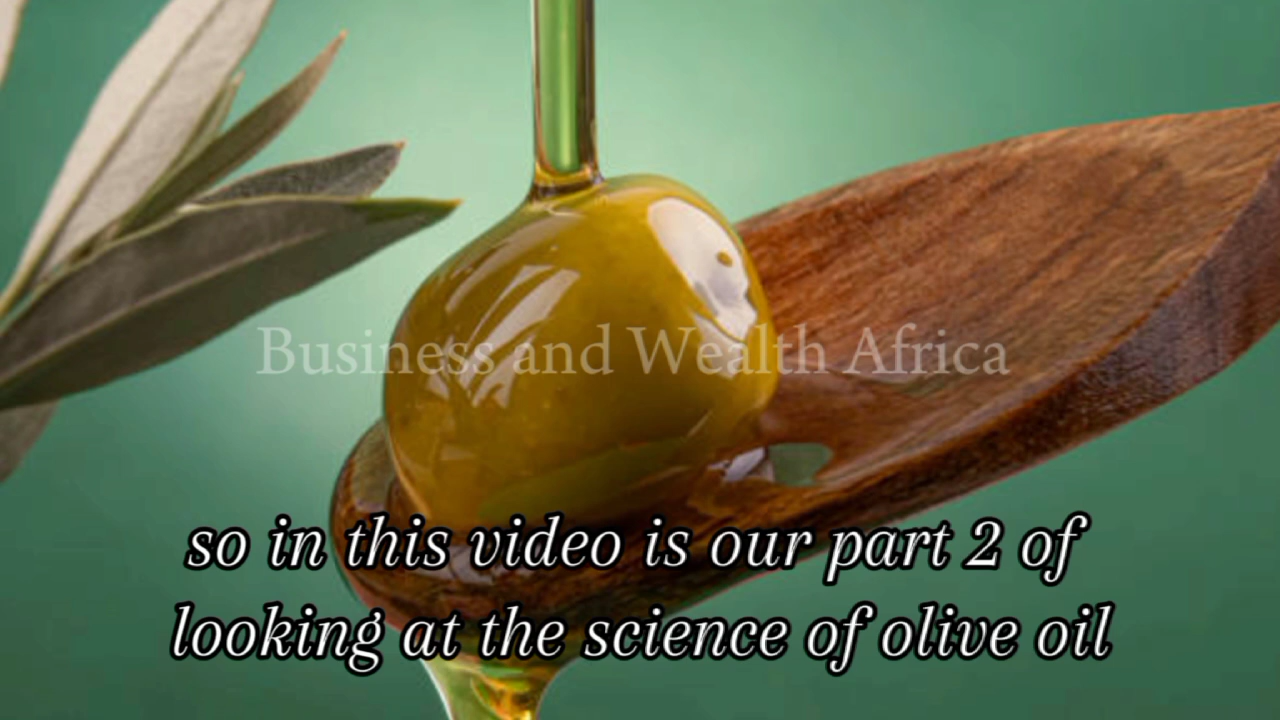 Business and Wealth Africa
so in this video is our part 2 of
looking at the science of olive oil